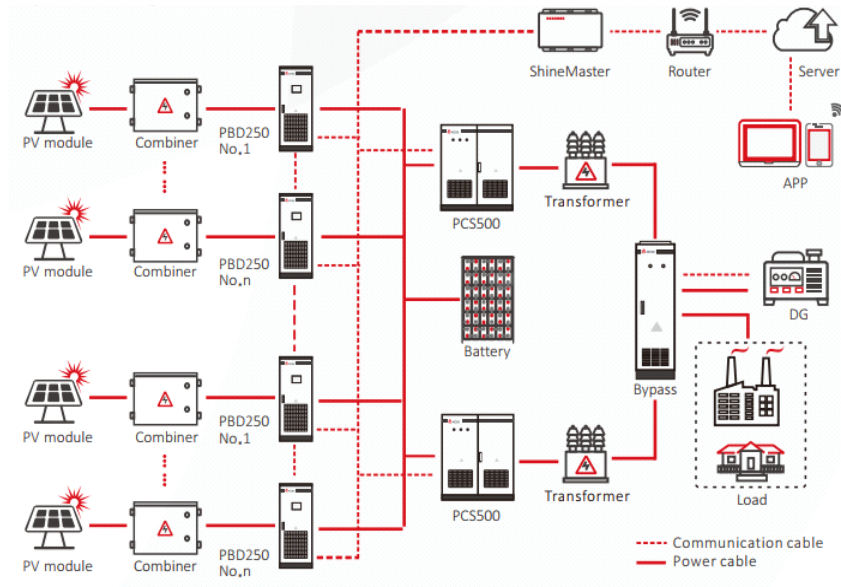 ShineMaster
Router
Server
APP
PV module
Combiner
PBD250
No.1
PCS500
Transformer
PV module
Combiner
PBD250
No.n
Battery
Bypass
DG
PV module
Combiner
PBD250
No.1
PCS500
Transformer
Load
PV module
Combiner
PBD250
No.n
Communication cable
Power cable